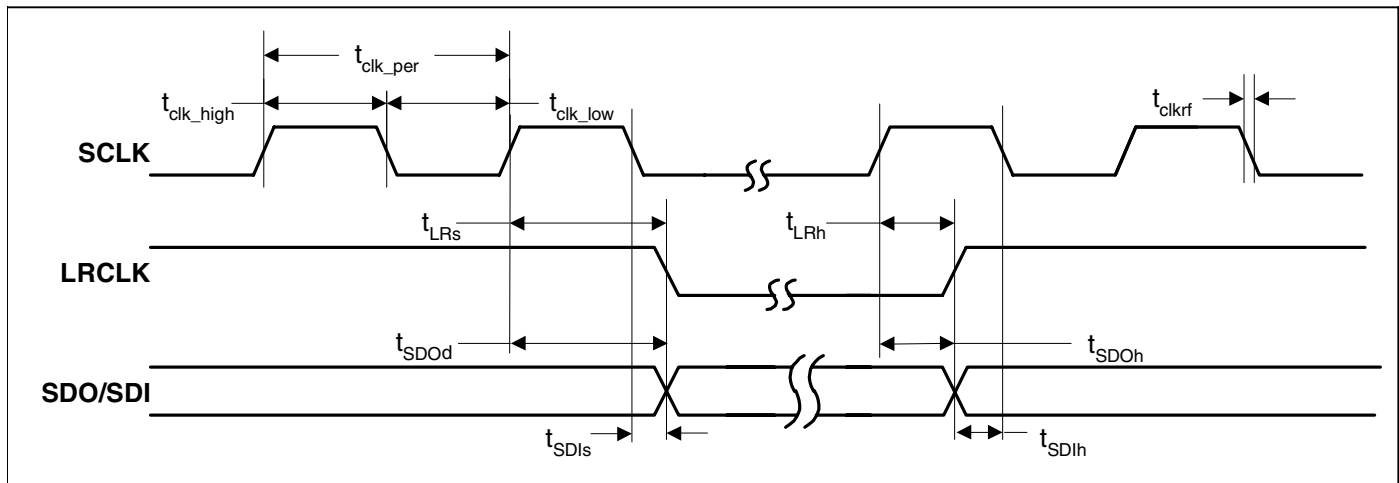 t_clk_per
t_clk_high
t_clk_low
t_clkrf
SCLK
t_LRs
t_LRh
LRCLK
t_SDOd
t_SDOh
SDO/SDI
t_SDIs
t_SDIh